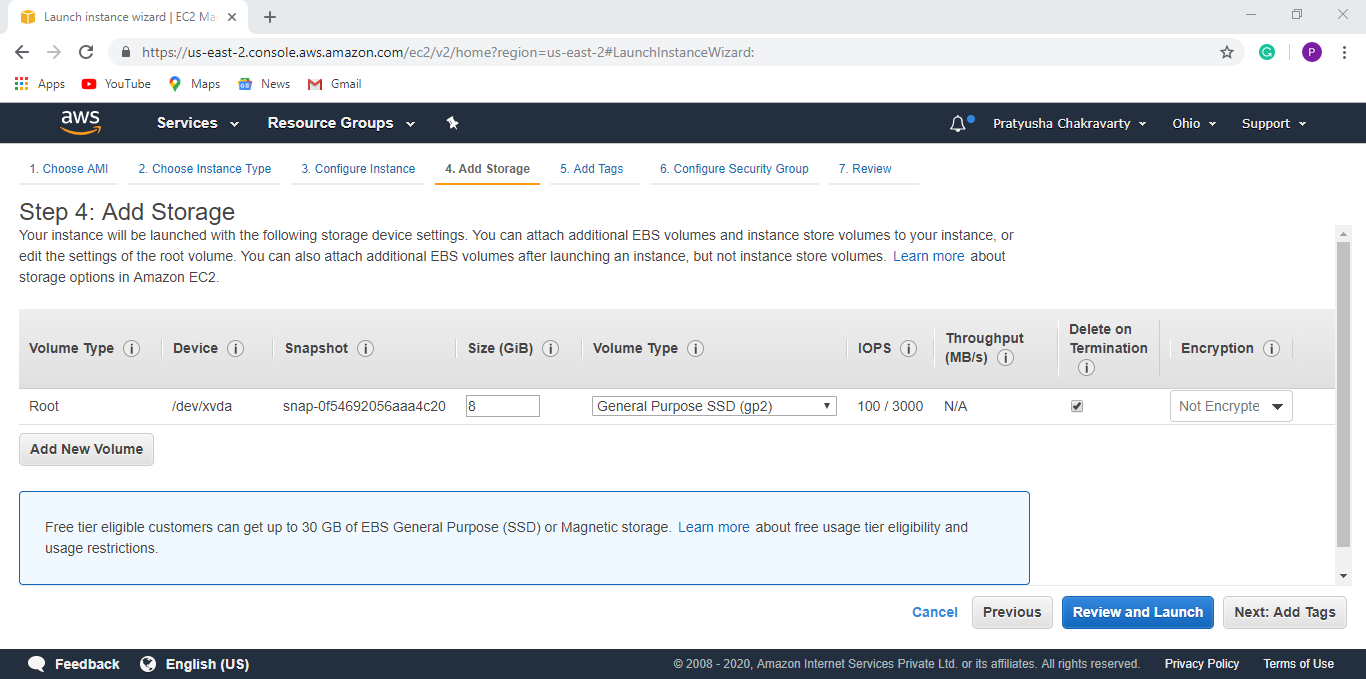 Launch instance wizard | EC2 Ma
https://us-east-2.console.aws.amazon.com/ec2/v2/home?region=us-east-2#LaunchInstanceWizard:
P
Apps YouTube Maps News Gmail
aws Services Resource Groups Pratyusha Chakravarty Ohio Support
1. Choose AMI 2. Choose Instance Type 3. Configure Instance 4. Add Storage 5. Add Tags 6. Configure Security Group 7. Review
Step 4: Add Storage
Your instance will be launched with the following storage device settings. You can attach additional EBS volumes and instance store volumes to your instance, or
edit the settings of the root volume. You can also attach additional EBS volumes after launching an instance, but not instance store volumes. Learn more about
storage options in Amazon EC2.
Volume Type i Device i Snapshot i Size (GiB) i Volume Type i IOPS i Throughput (MB/s) i Delete on Termination i Encryption i
Root /dev/xvda snap-0f54692056aaa4c20 8 General Purpose SSD (gp2) 100 / 3000 N/A Not Encrypte
Add New Volume
Free tier eligible customers can get up to 30 GB of EBS General Purpose (SSD) or Magnetic storage. Learn more about free usage tier eligibility and
usage restrictions.
Cancel Previous Review and Launch Next: Add Tags
Feedback English (US) © 2008 - 2020, Amazon Internet Services Private Ltd. or its affiliates. All rights reserved. Privacy Policy Terms of Use